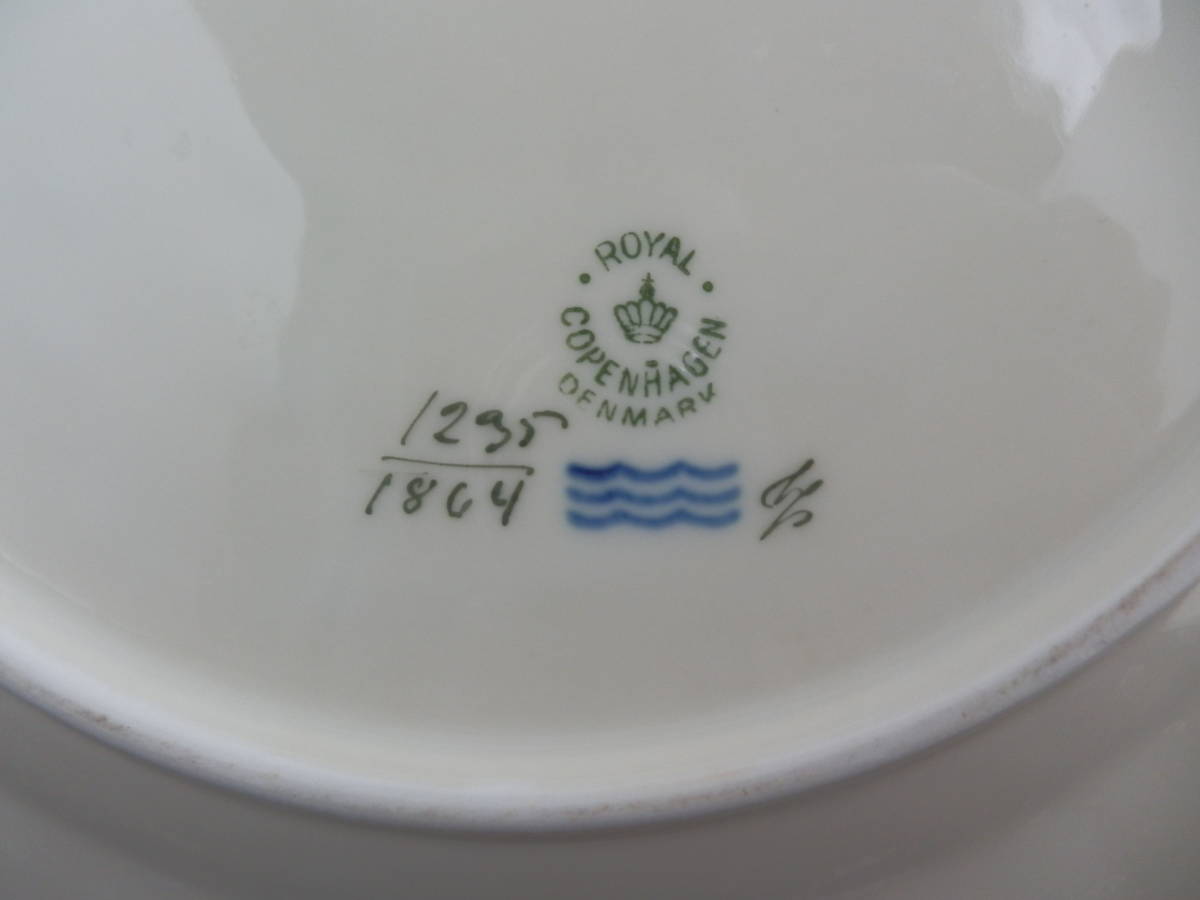 ROYAL
COPENHAGEN
DENMARK
1295
1864